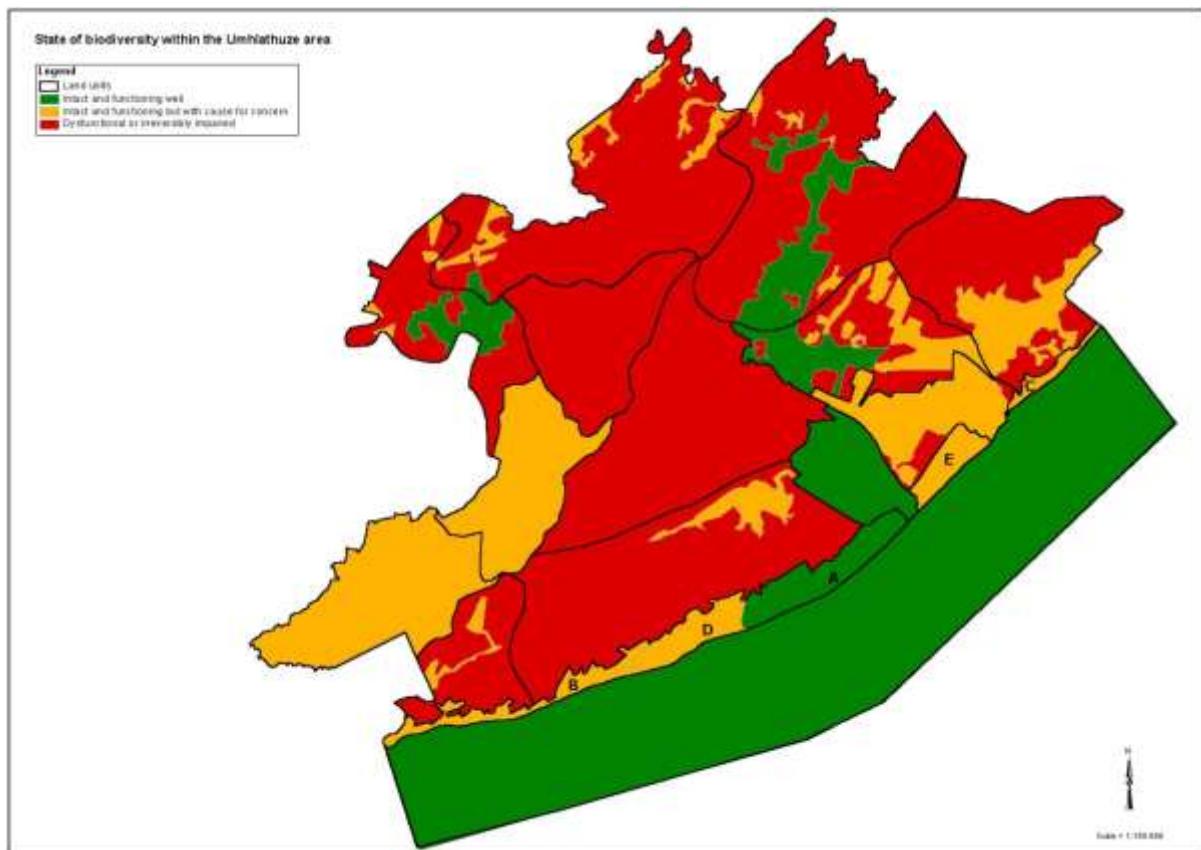 State of biodiversity within the Umhlathuze area
Legend
Land units
Intact and functioning well
Intact and functioning but with cause for concern
Dysfunctional or irreversibly impaired
C
E
A
D
B
N
Scale =